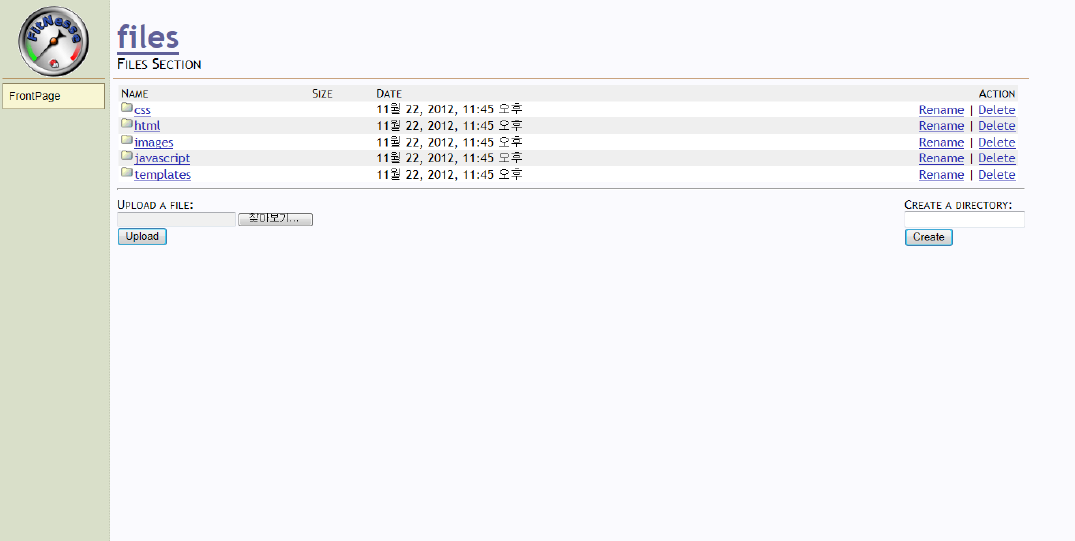 FitNesse
files
FILES SECTION
FrontPage
NAME SIZE DATE ACTION
css 11월 22, 2012, 11:45 오후 Rename | Delete
html 11월 22, 2012, 11:45 오후 Rename | Delete
images 11월 22, 2012, 11:45 오후 Rename | Delete
javascript 11월 22, 2012, 11:45 오후 Rename | Delete
templates 11월 22, 2012, 11:45 오후 Rename | Delete
UPLOAD A FILE: CREATE A DIRECTORY:
찾아보기...
Upload Create